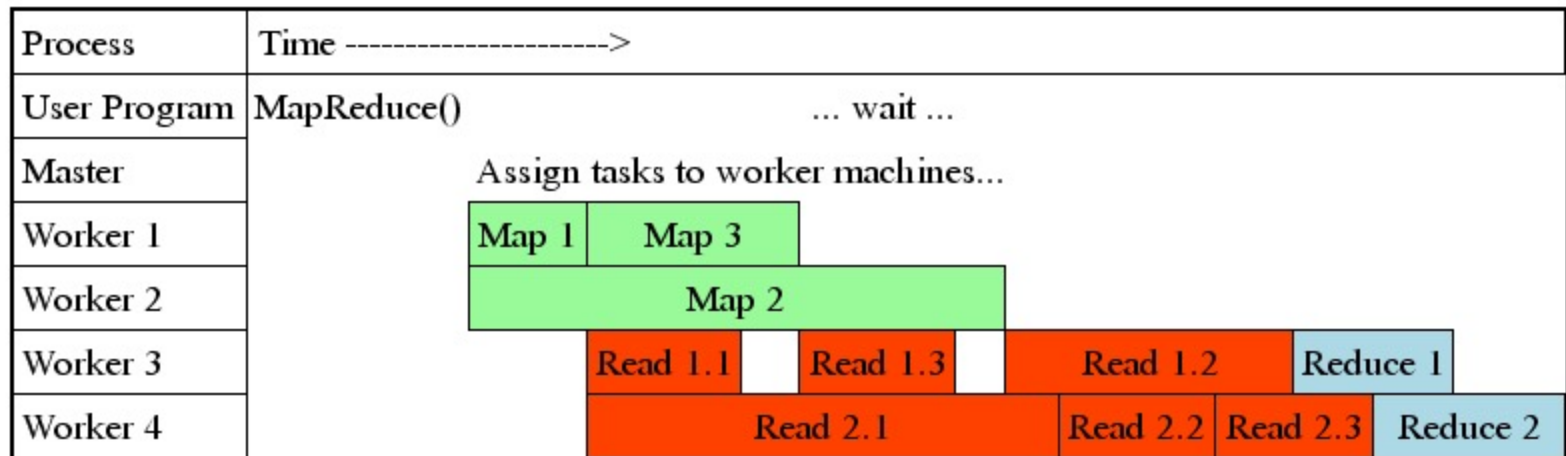 Process Time ---------------------->
User Program MapReduce() ... wait ...
Master Assign tasks to worker machines...
Worker 1 Map 1 Map 3
Worker 2 Map 2
Worker 3 Read 1.1 Read 1.3 Read 1.2 Reduce 1
Worker 4 Read 2.1 Read 2.2 Read 2.3 Reduce 2